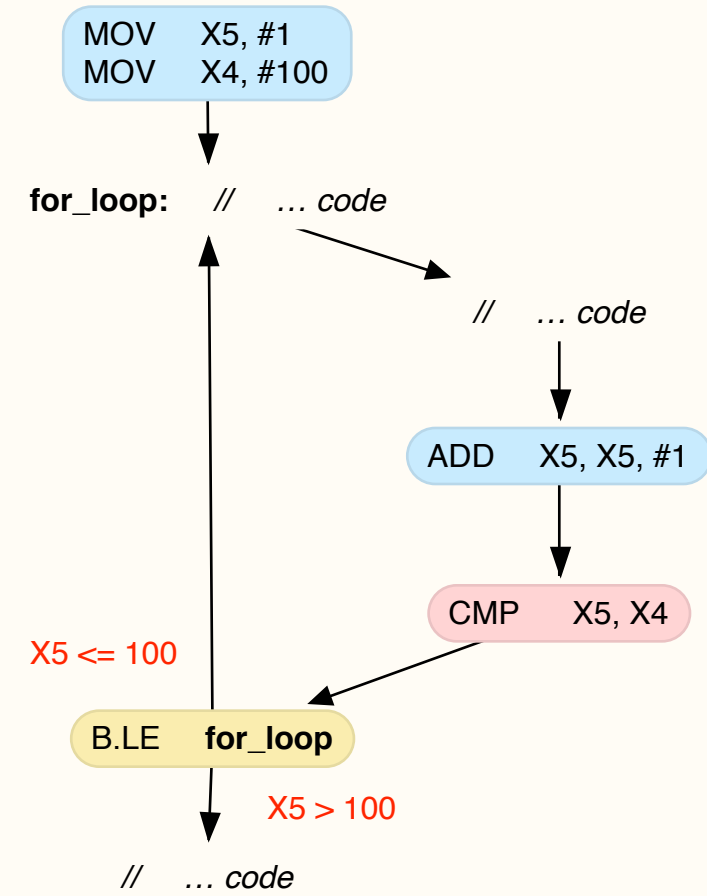 MOV X5, #1
MOV X4, #100
for_loop: // … code
// … code
ADD X5, X5, #1
CMP X5, X4
X5 <= 100
B.LE for_loop
X5 > 100
// … code